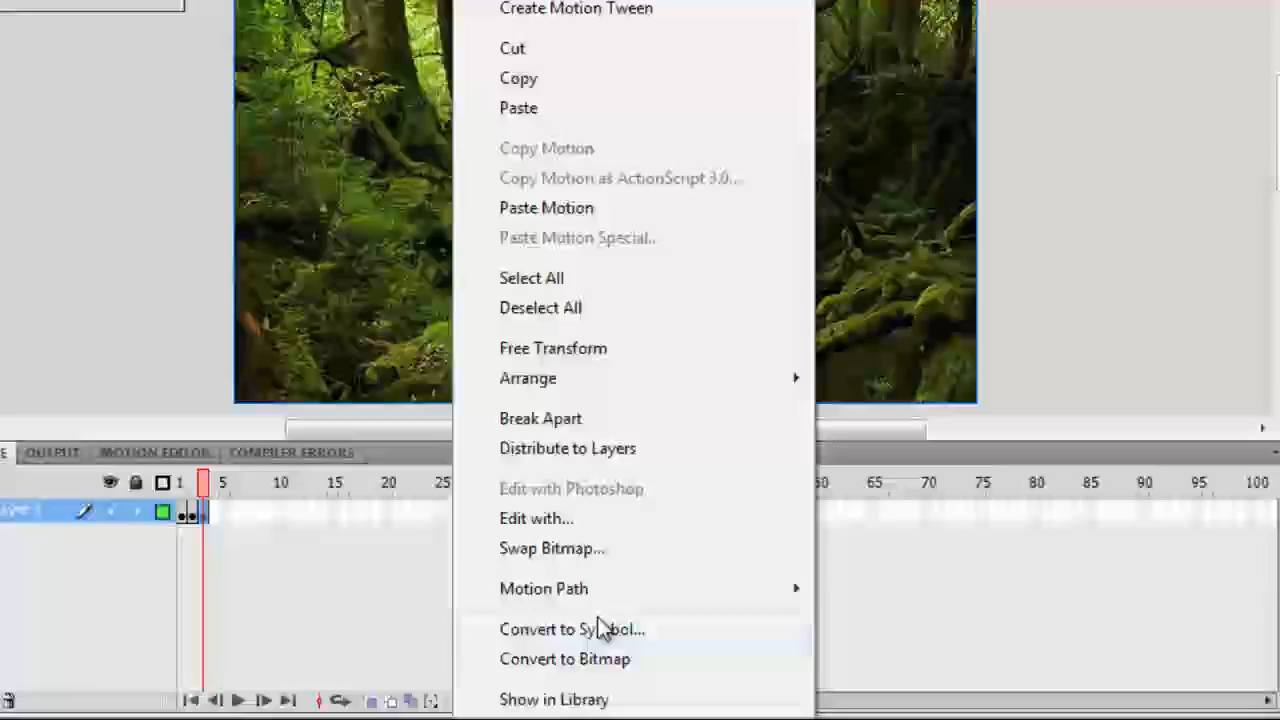 Create Motion Tween
Cut
Copy
Paste
Copy Motion
Copy Motion as ActionScript 3.0...
Paste Motion
Paste Motion Special...
Select All
Deselect All
Free Transform
Arrange
Break Apart
Distribute to Layers
Edit with Photoshop
Edit with...
Swap Bitmap...
Motion Path
Convert to Symbol...
Convert to Bitmap
Show in Library
E OUTPUT MOTION EDITOR COMPILER ERRORS
1 5 10 15 20 25 60 65 70 75 80 85 90 95 100